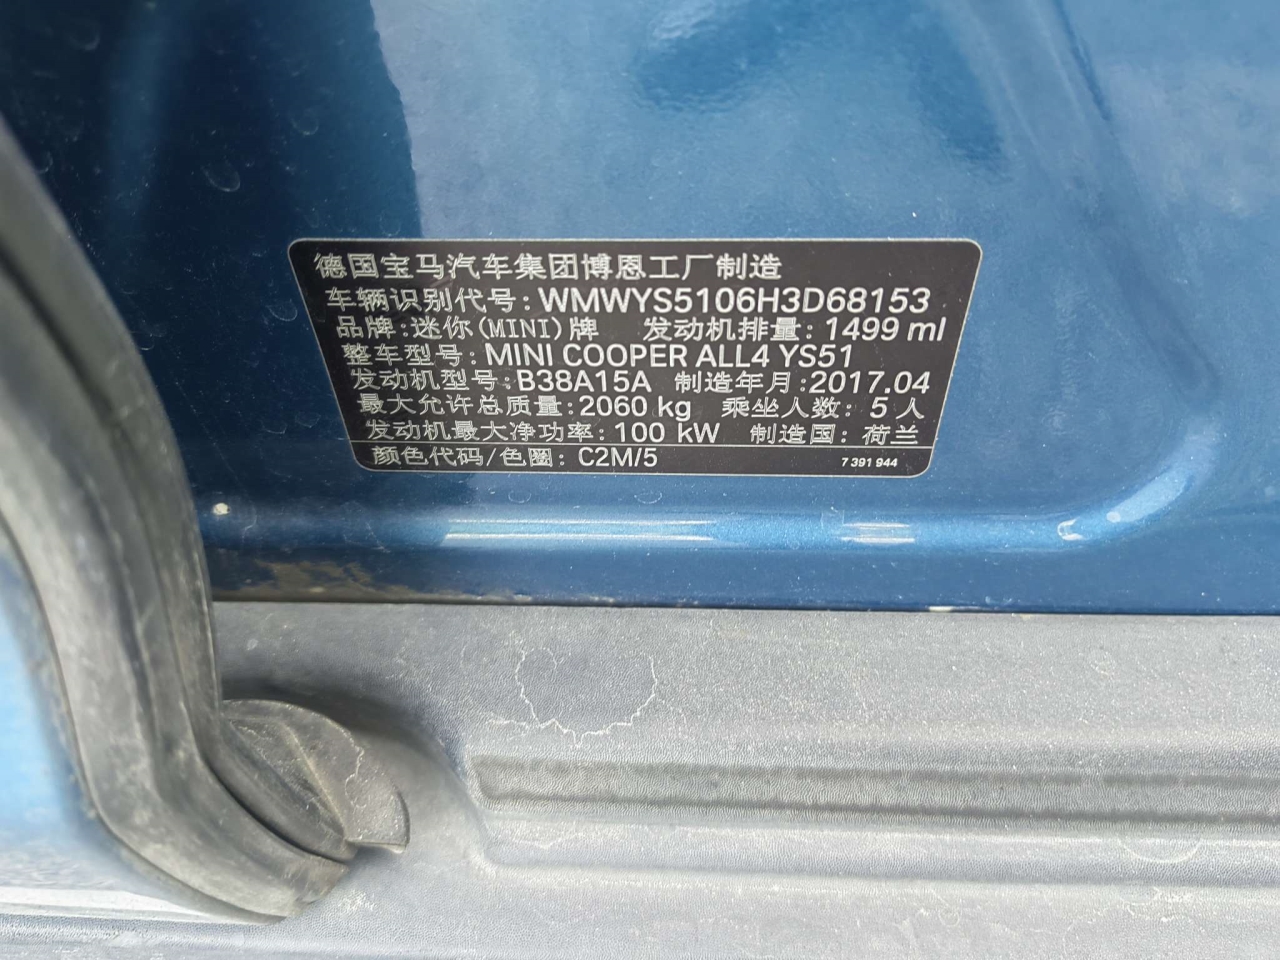 德国宝马汽车集团博恩工厂制造
车辆识别代号: WMWYS5106H3D68153
品牌: 迷你(MINI)牌 发动机排量: 1499 ml
整车型号: MINI COOPER ALL4 YS51
发动机型号: B38A15A 制造年月: 2017.04
最大允许总质量: 2060 kg 乘坐人数: 5 人
发动机最大净功率: 100 kW 制造国: 荷兰
颜色代码/色圈: C2M/5 7 391 944